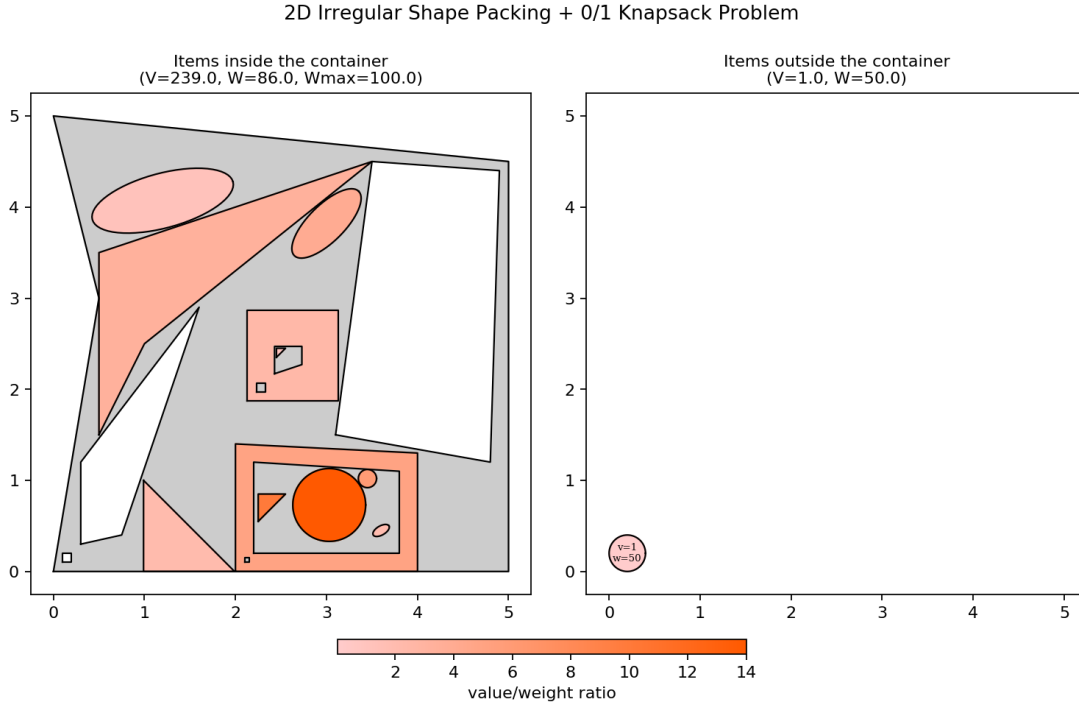 2D Irregular Shape Packing + 0/1 Knapsack Problem
Items inside the container
(V=239.0, W=86.0, Wmax=100.0)
5
4
3
2
1
0
0 1 2 3 4 5
Items outside the container
(V=1.0, W=50.0)
5
4
3
2
1
0
v=1
w=50
0 1 2 3 4 5
2 4 6 8 10 12 14
value/weight ratio